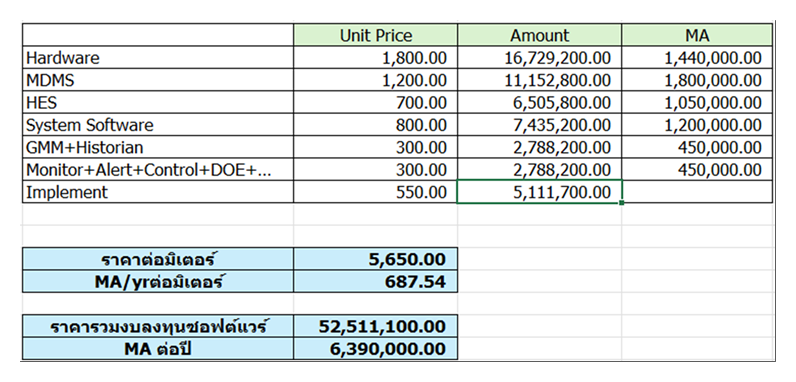 Unit Price Amount MA
Hardware 1,800.00 16,729,200.00 1,440,000.00
MDMS 1,200.00 11,152,800.00 1,800,000.00
HES 700.00 6,505,800.00 1,050,000.00
System Software 800.00 7,435,200.00 1,200,000.00
GMM+Historian 300.00 2,788,200.00 450,000.00
Monitor+Alert+Control+DOE+... 300.00 2,788,200.00 450,000.00
Implement 550.00 5,111,700.00
ราคาต่อมิเตอร์ 5,650.00
MA/yrต่อมิเตอร์ 687.54
ราคารวมงบลงทุนซอฟต์แวร์ 52,511,100.00
MA ต่อปี 6,390,000.00